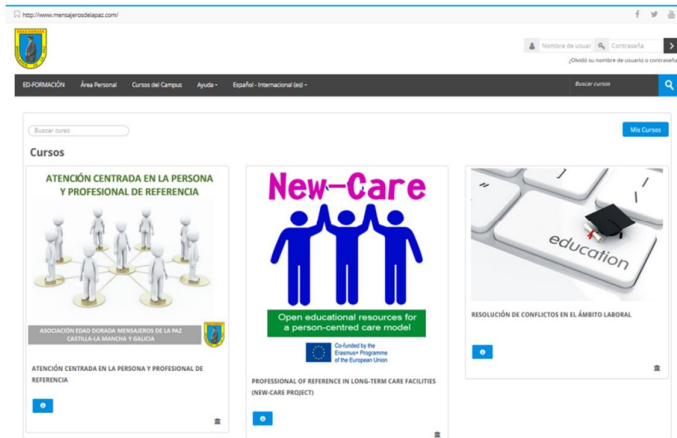 http://www.mensajerosdelapaz.com/
Nombre de usuar
Contraseña
¿Olvidó su nombre de usuario o contraseña
ED-FORMACIÓN
Área Personal
Cursos del Campus
Ayuda
Español - Internacional (es)
Buscar cursos
Buscar curso
Mis Cursos
Cursos
ATENCIÓN CENTRADA EN LA PERSONA
Y PROFESIONAL DE REFERENCIA
ASOCIACIÓN EDAD DORADA MENSAJEROS DE LA PAZ
CASTILLA-LA MANCHA Y GALICIA
ATENCIÓN CENTRADA EN LA PERSONA Y PROFESIONAL DE
REFERENCIA
New-Care
Open educational resources for
a person-centred care model
Co-funded by the
Erasmus+ Programme
of the European Union
PROFESSIONAL OF REFERENCE IN LONG-TERM CARE FACILITIES
(NEW-CARE PROJECT)
education
RESOLUCIÓN DE CONFLICTOS EN EL ÁMBITO LABORAL